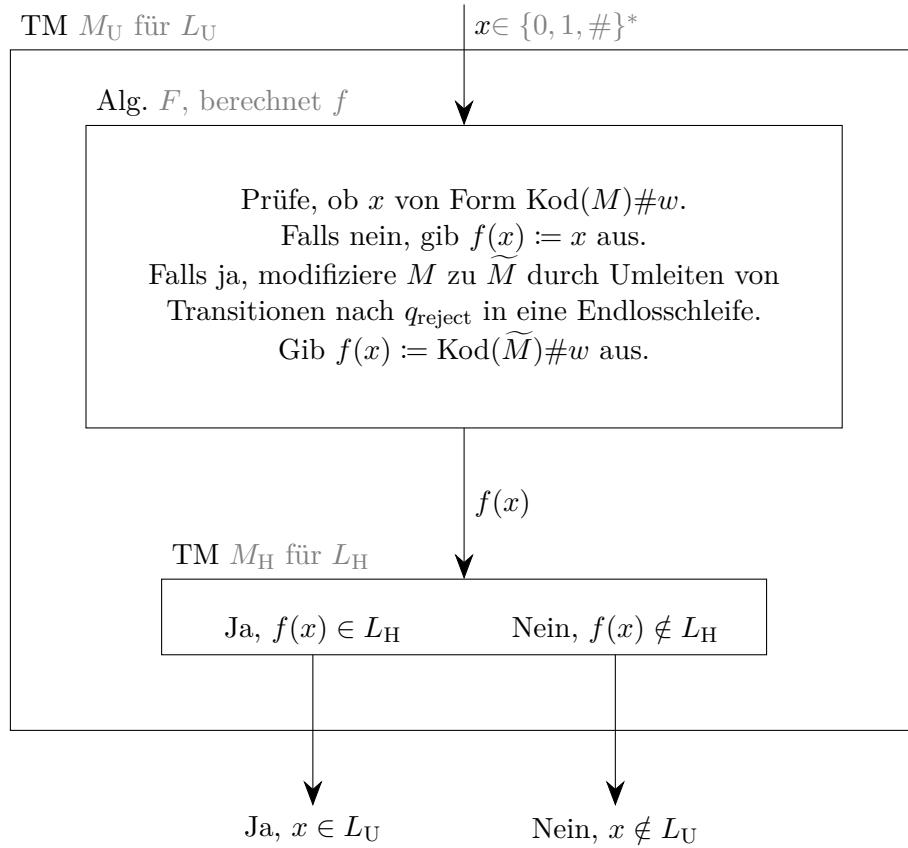 TM M_U für L_U
x∈ {0, 1, #}*
Alg. F, berechnet f
Prüfe, ob x von Form Kod(M)#w.
Falls nein, gib f(x) := x aus.
Falls ja, modifiziere M zu M̃ durch Umleiten von
Transitionen nach q_reject in eine Endlosschleife.
Gib f(x) := Kod(M̃)#w aus.
f(x)
TM M_H für L_H
Ja, f(x) ∈ L_H
Nein, f(x) ∉ L_H
Ja, x ∈ L_U
Nein, x ∉ L_U